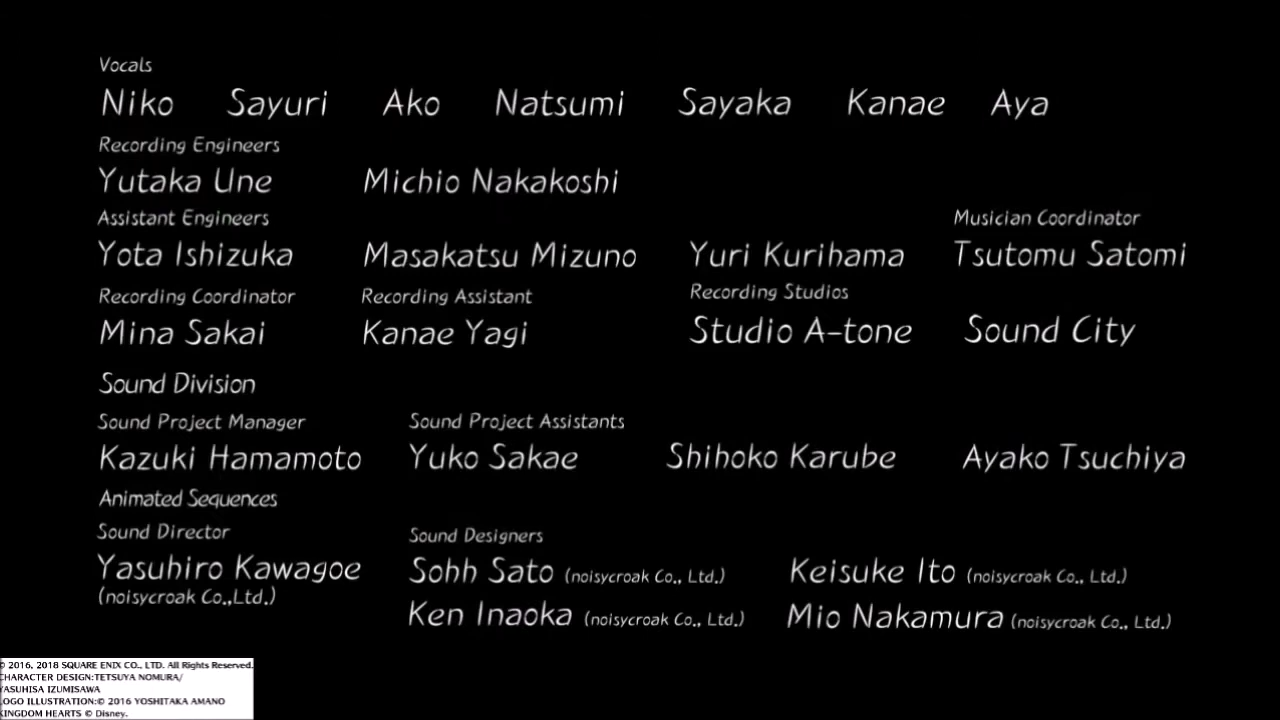 Vocals
Niko Sayuri Ako Natsumi Sayaka Kanae Aya
Recording Engineers
Yutaka Une Michio Nakakoshi
Assistant Engineers Musician Coordinator
Yota Ishizuka Masakatsu Mizuno Yuri Kurihama Tsutomu Satomi
Recording Coordinator Recording Assistant Recording Studios
Mina Sakai Kanae Yagi Studio A-tone Sound City
Sound Division
Sound Project Manager Sound Project Assistants
Kazuki Hamamoto Yuko Sakae Shihoko Karube Ayako Tsuchiya
Animated Sequences
Sound Director Sound Designers
Yasuhiro Kawagoe Sohh Sato (noisycroak Co., Ltd.) Keisuke Ito (noisycroak Co., Ltd.)
(noisycroak Co.,Ltd.)
Ken Inaoka (noisycroak Co., Ltd.) Mio Nakamura (noisycroak Co., Ltd.)
© 2016, 2018 SQUARE ENIX CO., LTD. All Rights Reserved.
CHARACTER DESIGN:TETSUYA NOMURA/
YASUHISA IZUMISAWA
LOGO ILLUSTRATION:© 2016 YOSHITAKA AMANO
KINGDOM HEARTS © Disney.